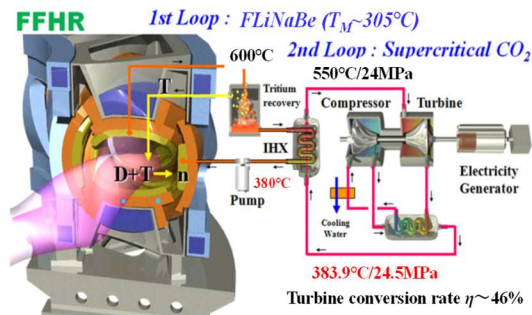 FFHR
1st Loop : FLiNaBe (TM~305°C)
2nd Loop : Supercritical CO2
600°C
550°C/24MPa
T
Tritium
recovery
Compressor
Turbine
IHX
D+T
n
380°C
Pump
Cooling
Water
Electricity
Generator
383.9°C/24.5MPa
Turbine conversion rate η~46%